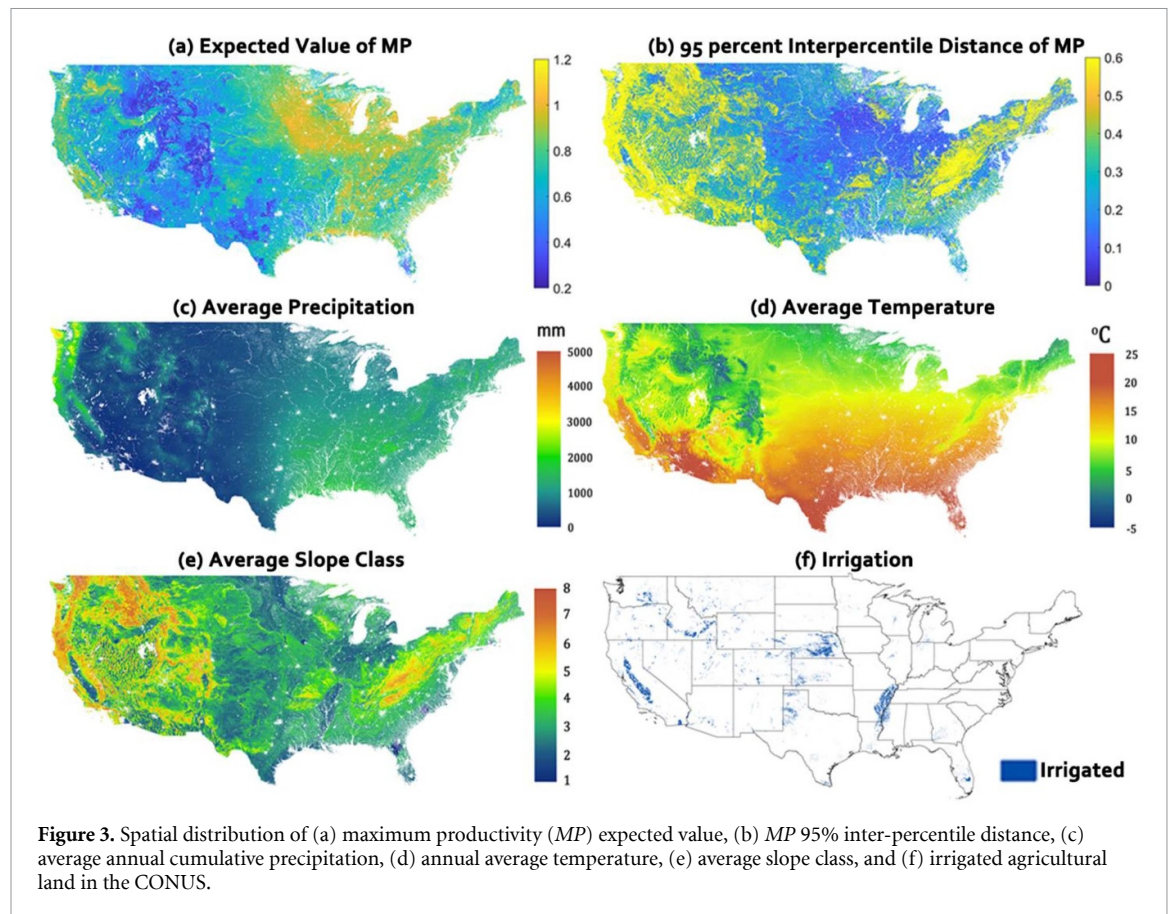 (a) Expected Value of MP
(b) 95 percent Interpercentile Distance of MP
1.2
1
0.8
0.6
0.4
0.2
0.6
0.5
0.4
0.3
0.2
0.1
0
(c) Average Precipitation
(d) Average Temperature
mm
5000
4000
3000
2000
1000
0
ºC
25
20
15
10
5
0
-5
(e) Average Slope Class
(f) Irrigation
8
7
6
5
4
3
2
1
Irrigated
Figure 3. Spatial distribution of (a) maximum productivity (MP) expected value, (b) MP 95% inter-percentile distance, (c)
average annual cumulative precipitation, (d) annual average temperature, (e) average slope class, and (f) irrigated agricultural
land in the CONUS.